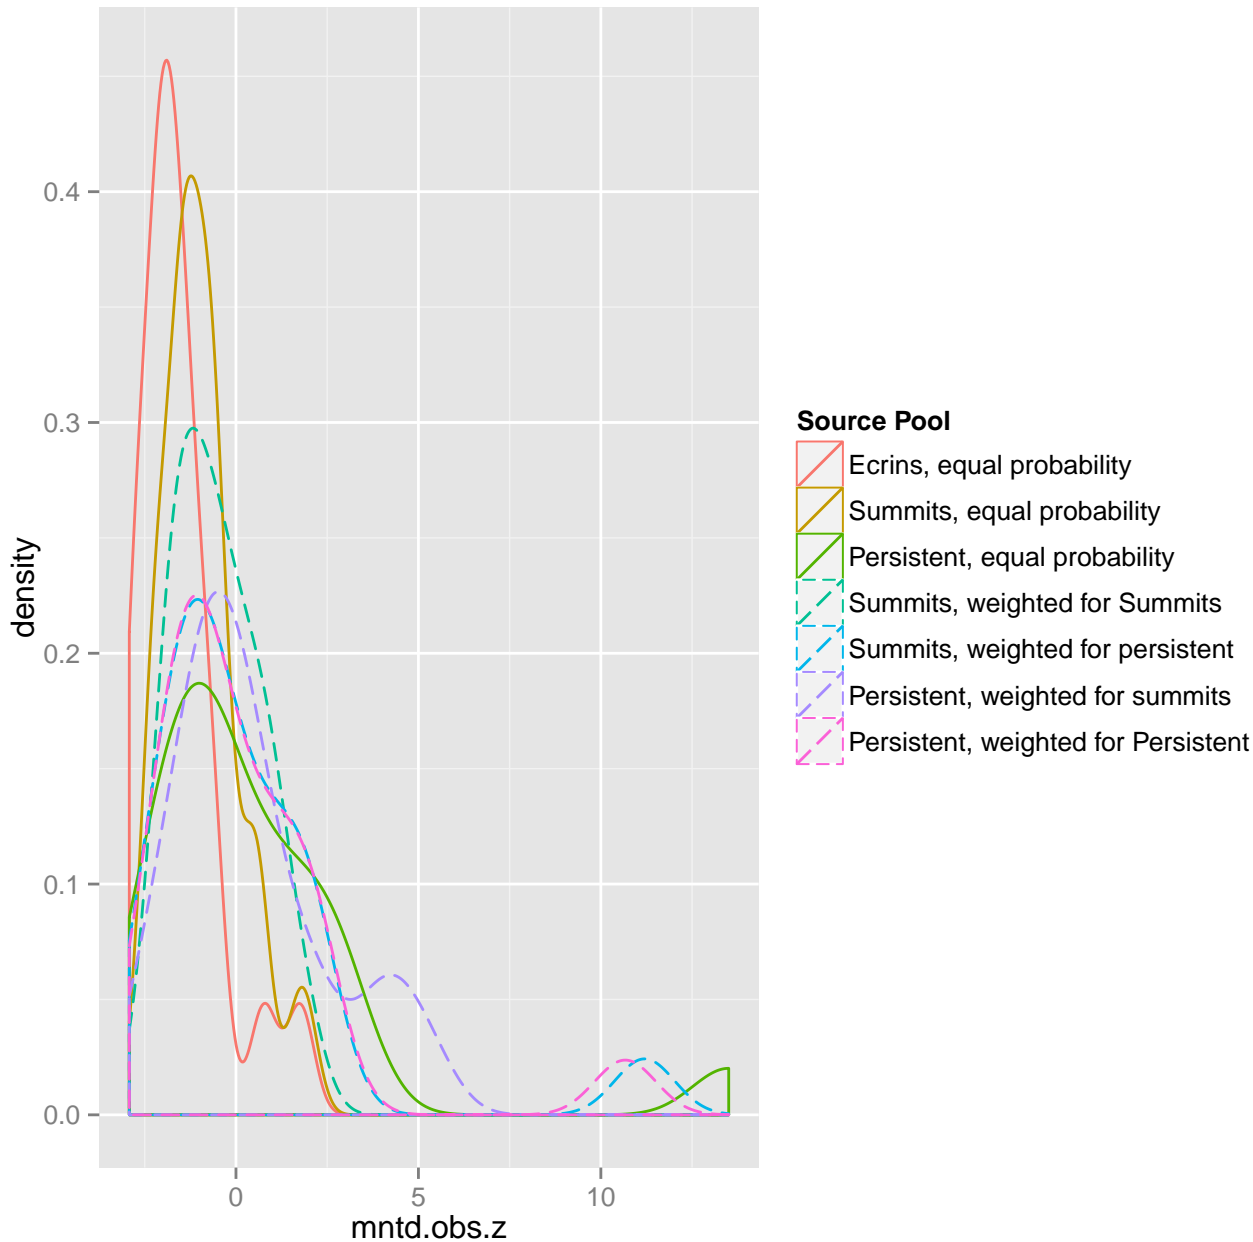 0.4
0.3
0.2
0.1
0.0
density
0
5
10
mntd.obs.z
Source Pool
Ecrins, equal probability
Summits, equal probability
Persistent, equal probability
Summits, weighted for Summits
Summits, weighted for persistent
Persistent, weighted for summits
Persistent, weighted for Persistent